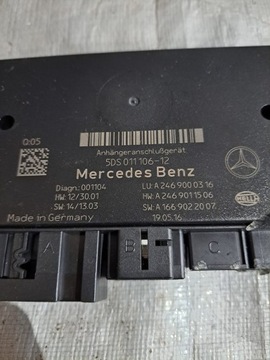 Q:05
Anhängeranschlußgerät
5DS 011 106-12
Mercedes Benz
Diagn: 001104 LU: A 246 900 03 16
HW: 12/30.01 HW: A 246 901 15 06
SW: 14/13.03 SW: A 166 902 20 07
Made in Germany 19.05.16
HELLA
A B C